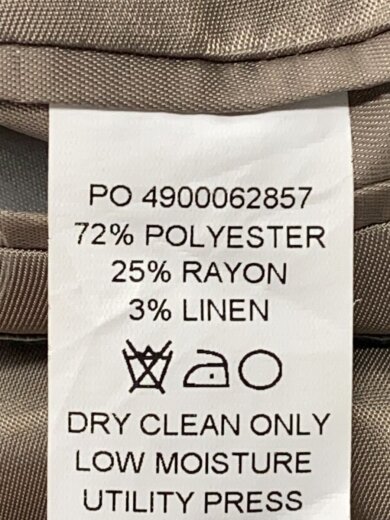 PO 4900062857
72% POLYESTER
25% RAYON
3% LINEN
DRY CLEAN ONLY
LOW MOISTURE
UTILITY PRESS